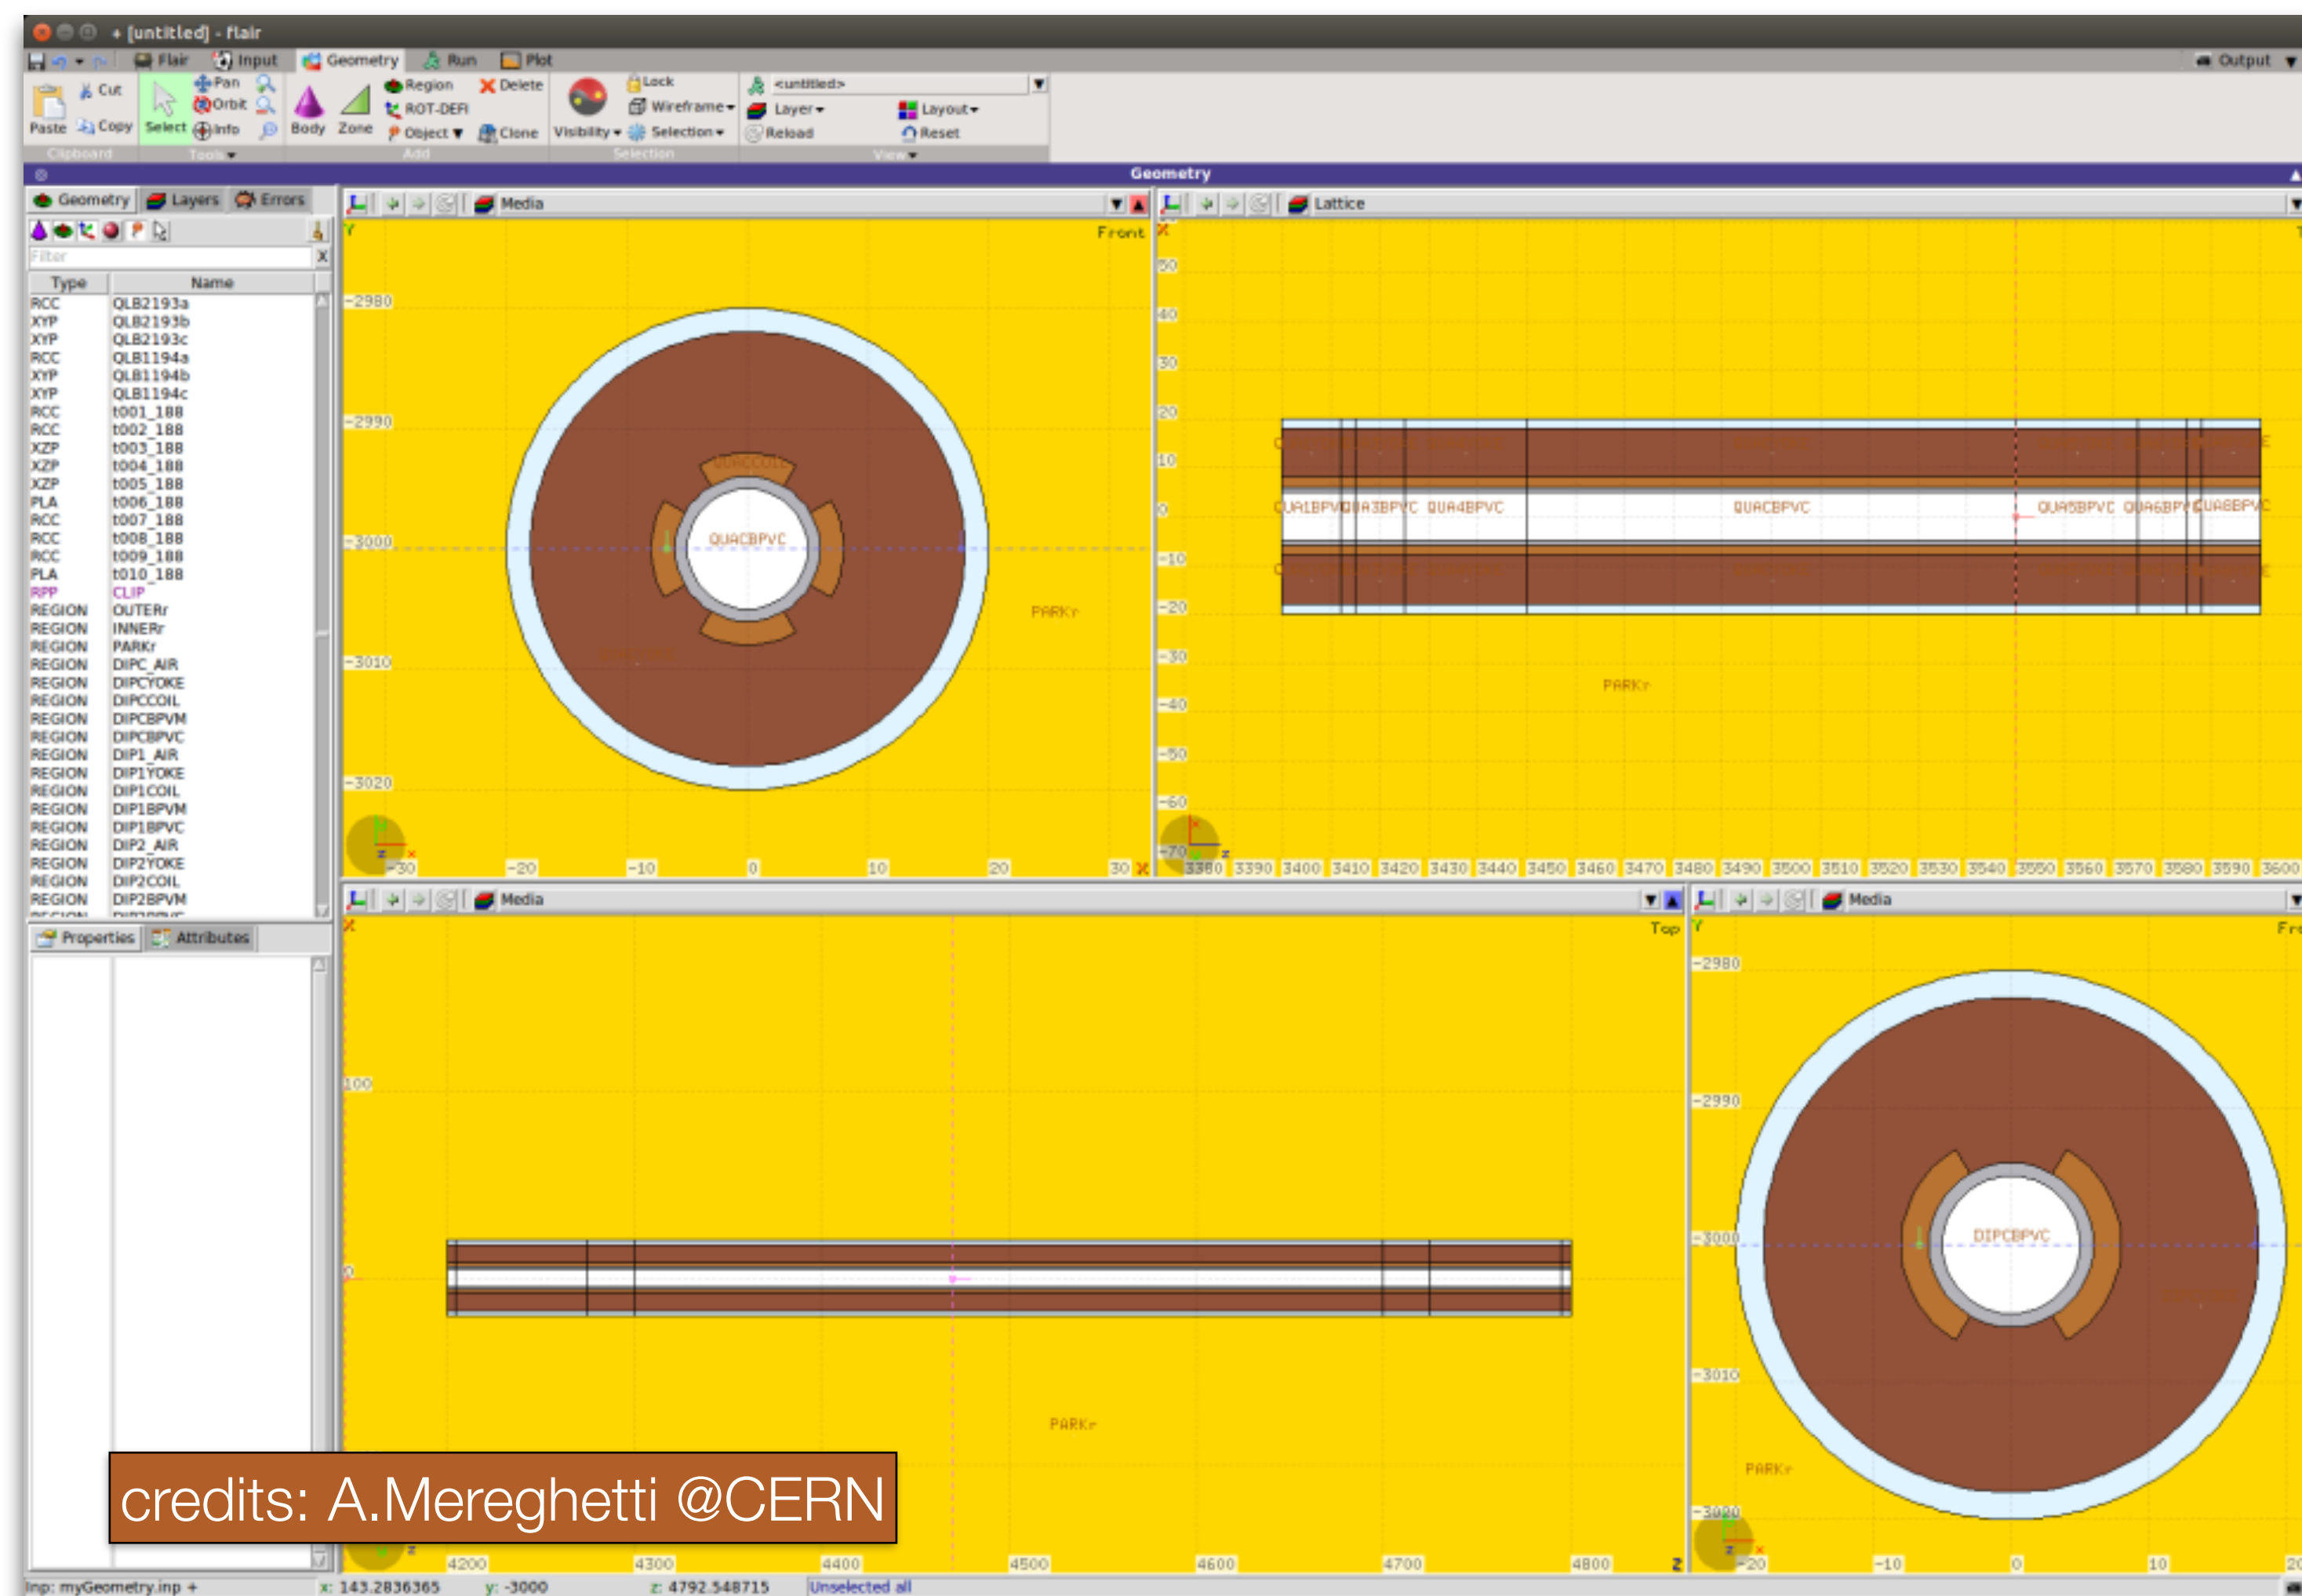 + [untitled] - flair
Flair Input Geometry Run Plot Output
Cut Pan Region Delete Lock <untitled>
Orbit ROT-DEFI Wireframe Layer Layout
Paste Copy Select Info Body Zone Object Clone Visibility Selection Reload Reset
Clipboard Tools Add Selection View
Geometry
Geometry Layers Errors
Filter X
Type Name
RCC QLB2193a
XYP QLB2193b
XYP QLB2193c
RCC QLB1194a
XYP QLB1194b
XYP QLB1194c
RCC t001_188
RCC t002_188
XZP t003_188
XZP t004_188
XZP t005_188
PLA t006_188
RCC t007_188
RCC t008_188
RCC t009_188
PLA t010_188
RPP CLIP
REGION OUTERr
REGION INNERr
REGION PARKr
REGION DIPC_AIR
REGION DIPCYOKE
REGION DIPCCOIL
REGION DIPCBPVM
REGION DIPCBPVC
REGION DIP1_AIR
REGION DIP1YOKE
REGION DIP1COIL
REGION DIP1BPVM
REGION DIP1BPVC
REGION DIP2_AIR
REGION DIP2YOKE
REGION DIP2COIL
REGION DIP2BPVM
Properties Attributes
Media
Y Front
-2980
-2990
-3000
-3010
-3020
QUACCOIL
QUACBPVC
PARKr
-30 -20 -10 0 10 20 30 X
Lattice
X
50
40
30
20
10
0
-10
-20
-30
-40
-50
-60
-70
QUA1BPVC QUA3BPVC QUA4BPVC QUACBPVC QUA5BPVC QUA6BPVC QUA8BPVC
PARKr
3380 3390 3400 3410 3420 3430 3440 3450 3460 3470 3480 3490 3500 3510 3520 3530 3540 3550 3560 3570 3580 3590 3600
Media
X Top
100
0
PARKr
4200 4300 4400 4500 4600 4700 4800 Z
Media
Y
-2980
-2990
-3000
-3010
-3020
DIPCBPVC
PARKr
-20 -10 0 10
credits: A.Mereghetti @CERN
Inp: myGeometry.inp + x: 143.2836365 y: -3000 z: 4792.548715 Unselected all